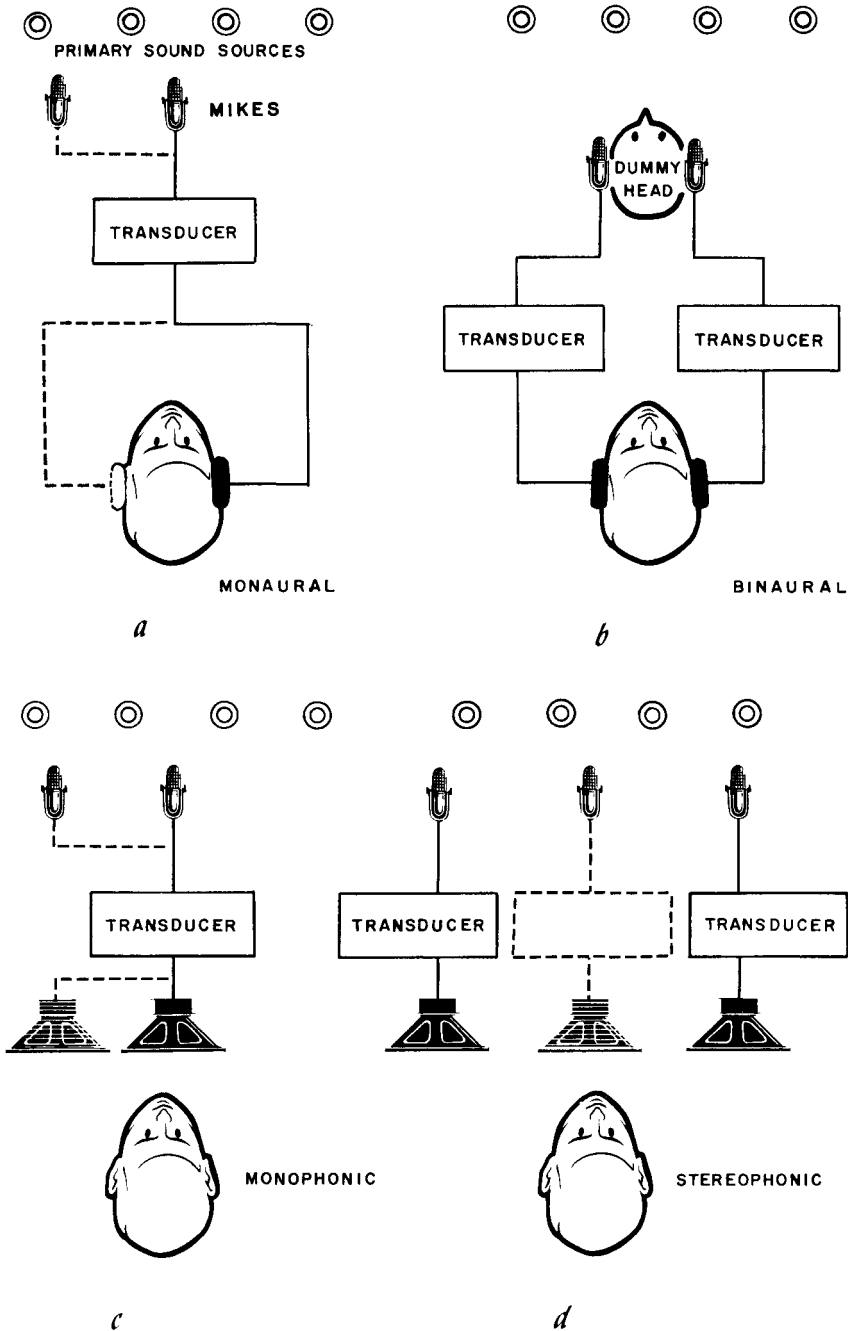 PRIMARY SOUND SOURCES
MIKES
TRANSDUCER
MONAURAL
a
DUMMY
HEAD
TRANSDUCER TRANSDUCER
BINAURAL
b
TRANSDUCER
MONOPHONIC
c
TRANSDUCER TRANSDUCER
STEREOPHONIC
d